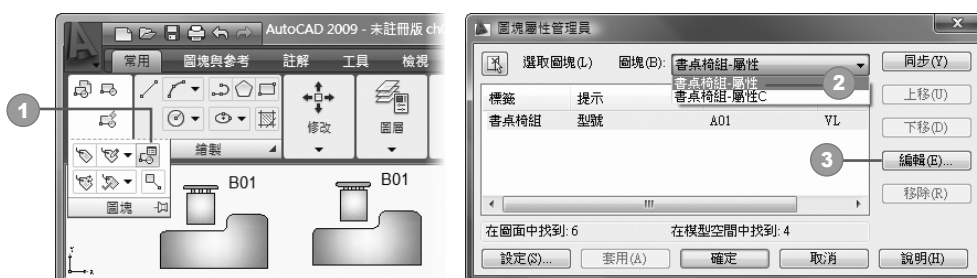 AutoCAD 2009 - 未註冊版 ch
常用 圖塊與參考 註解 工具 檢視
1
修改
圖層
繪製
圖塊
B01
B01
圖塊屬性管理員
選取圖塊(L) 圖塊(B): 書桌椅組-屬性
同步(Y)
書桌椅組-屬性
2
書桌椅組-屬性C
上移(U)
標籤 提示
書桌椅組 型號 A01 VL
下移(D)
3
編輯(E)...
移除(R)
在圖面中找到: 6 在模型空間中找到: 4
設定(S)... 套用(A) 確定 取消 說明(H)